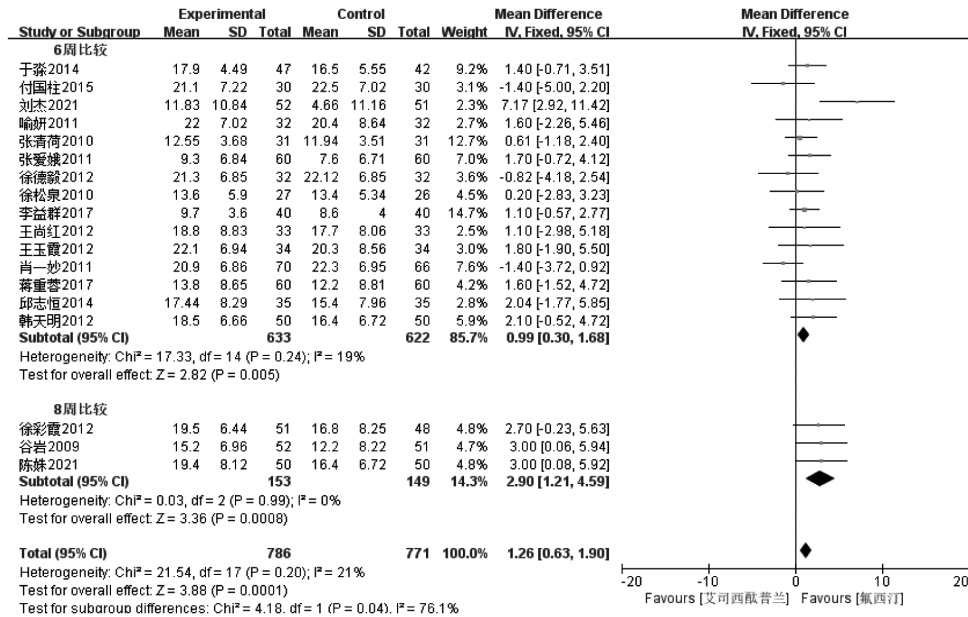 Experimental Control Mean Difference Mean Difference
Study or Subgroup Mean SD Total Mean SD Total Weight IV, Fixed, 95% CI IV, Fixed, 95% CI
6周比较
于淼2014 17.9 4.49 47 16.5 5.55 42 9.2% 1.40 [-0.71, 3.51]
付国柱2015 21.1 7.22 30 22.5 7.02 30 3.1% -1.40 [-5.00, 2.20]
刘杰2021 11.83 10.84 52 4.66 11.16 51 2.3% 7.17 [2.92, 11.42]
喻妍2011 22 7.02 32 20.4 8.64 32 2.7% 1.60 [-2.26, 5.46]
张清荷2010 12.55 3.68 31 11.94 3.51 31 12.7% 0.61 [-1.18, 2.40]
张爱娥2011 9.3 6.84 60 7.6 6.71 60 7.0% 1.70 [-0.72, 4.12]
徐德毅2012 21.3 6.85 32 22.12 6.85 32 3.6% -0.82 [-4.18, 2.54]
徐松泉2010 13.6 5.9 27 13.4 5.34 26 4.4% 0.20 [-2.83, 3.23]
李益群2017 9.7 3.6 40 8.6 4 40 14.7% 1.10 [-0.57, 2.77]
王尚红2012 18.8 8.83 33 17.7 8.06 33 2.4% 1.10 [-2.98, 5.18]
王玉霞2012 22.1 6.94 34 20.3 8.56 34 2.9% 1.80 [-1.90, 5.50]
肖一妙2011 20.9 6.86 70 22.3 6.95 66 7.6% -1.40 [-3.72, 0.92]
蒋重蓉2017 13.8 8.65 60 12.2 8.81 60 4.2% 1.60 [-1.52, 4.72]
邱志恒2014 17.44 8.29 35 15.4 7.96 35 2.8% 2.04 [-1.77, 5.85]
韩天明2012 18.5 6.66 50 16.4 6.72 50 5.9% 2.10 [-0.52, 4.72]
Subtotal (95% CI) 633 622 85.7% 0.99 [0.30, 1.68]
Heterogeneity: Chi² = 17.33, df = 14 (P = 0.24); I² = 19%
Test for overall effect: Z = 2.82 (P = 0.005)
8周比较
徐彩霞2012 19.5 6.44 51 16.8 8.25 48 4.8% 2.70 [-0.23, 5.63]
谷岩2009 15.2 6.96 52 12.2 8.22 51 4.7% 3.00 [0.06, 5.94]
陈姝2021 19.4 8.12 50 16.4 6.72 50 4.8% 3.00 [0.08, 5.92]
Subtotal (95% CI) 153 149 14.3% 2.90 [1.21, 4.59]
Heterogeneity: Chi² = 0.03, df = 2 (P = 0.99); I² = 0%
Test for overall effect: Z = 3.36 (P = 0.0008)
Total (95% CI) 786 771 100.0% 1.26 [0.63, 1.90]
Heterogeneity: Chi² = 21.54, df = 17 (P = 0.20); I² = 21%
Test for overall effect: Z = 3.88 (P = 0.0001)
Test for subgroup differences: Chi² = 4.18, df = 1 (P = 0.04), I² = 76.1%
-20 -10 0 10 20
Favours [艾司西酞普兰] Favours [氟西汀]